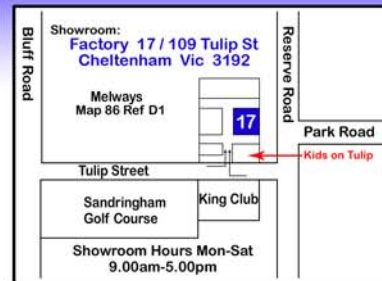 Bluff Road
Showroom:
Factory 17 / 109 Tulip St
Cheltenham Vic 3192
Melways
Map 86 Ref D1
17
Reserve Road
Park Road
Kids on Tulip
Tulip Street
Sandringham
Golf Course
King Club
Showroom Hours Mon-Sat
9.00am-5.00pm